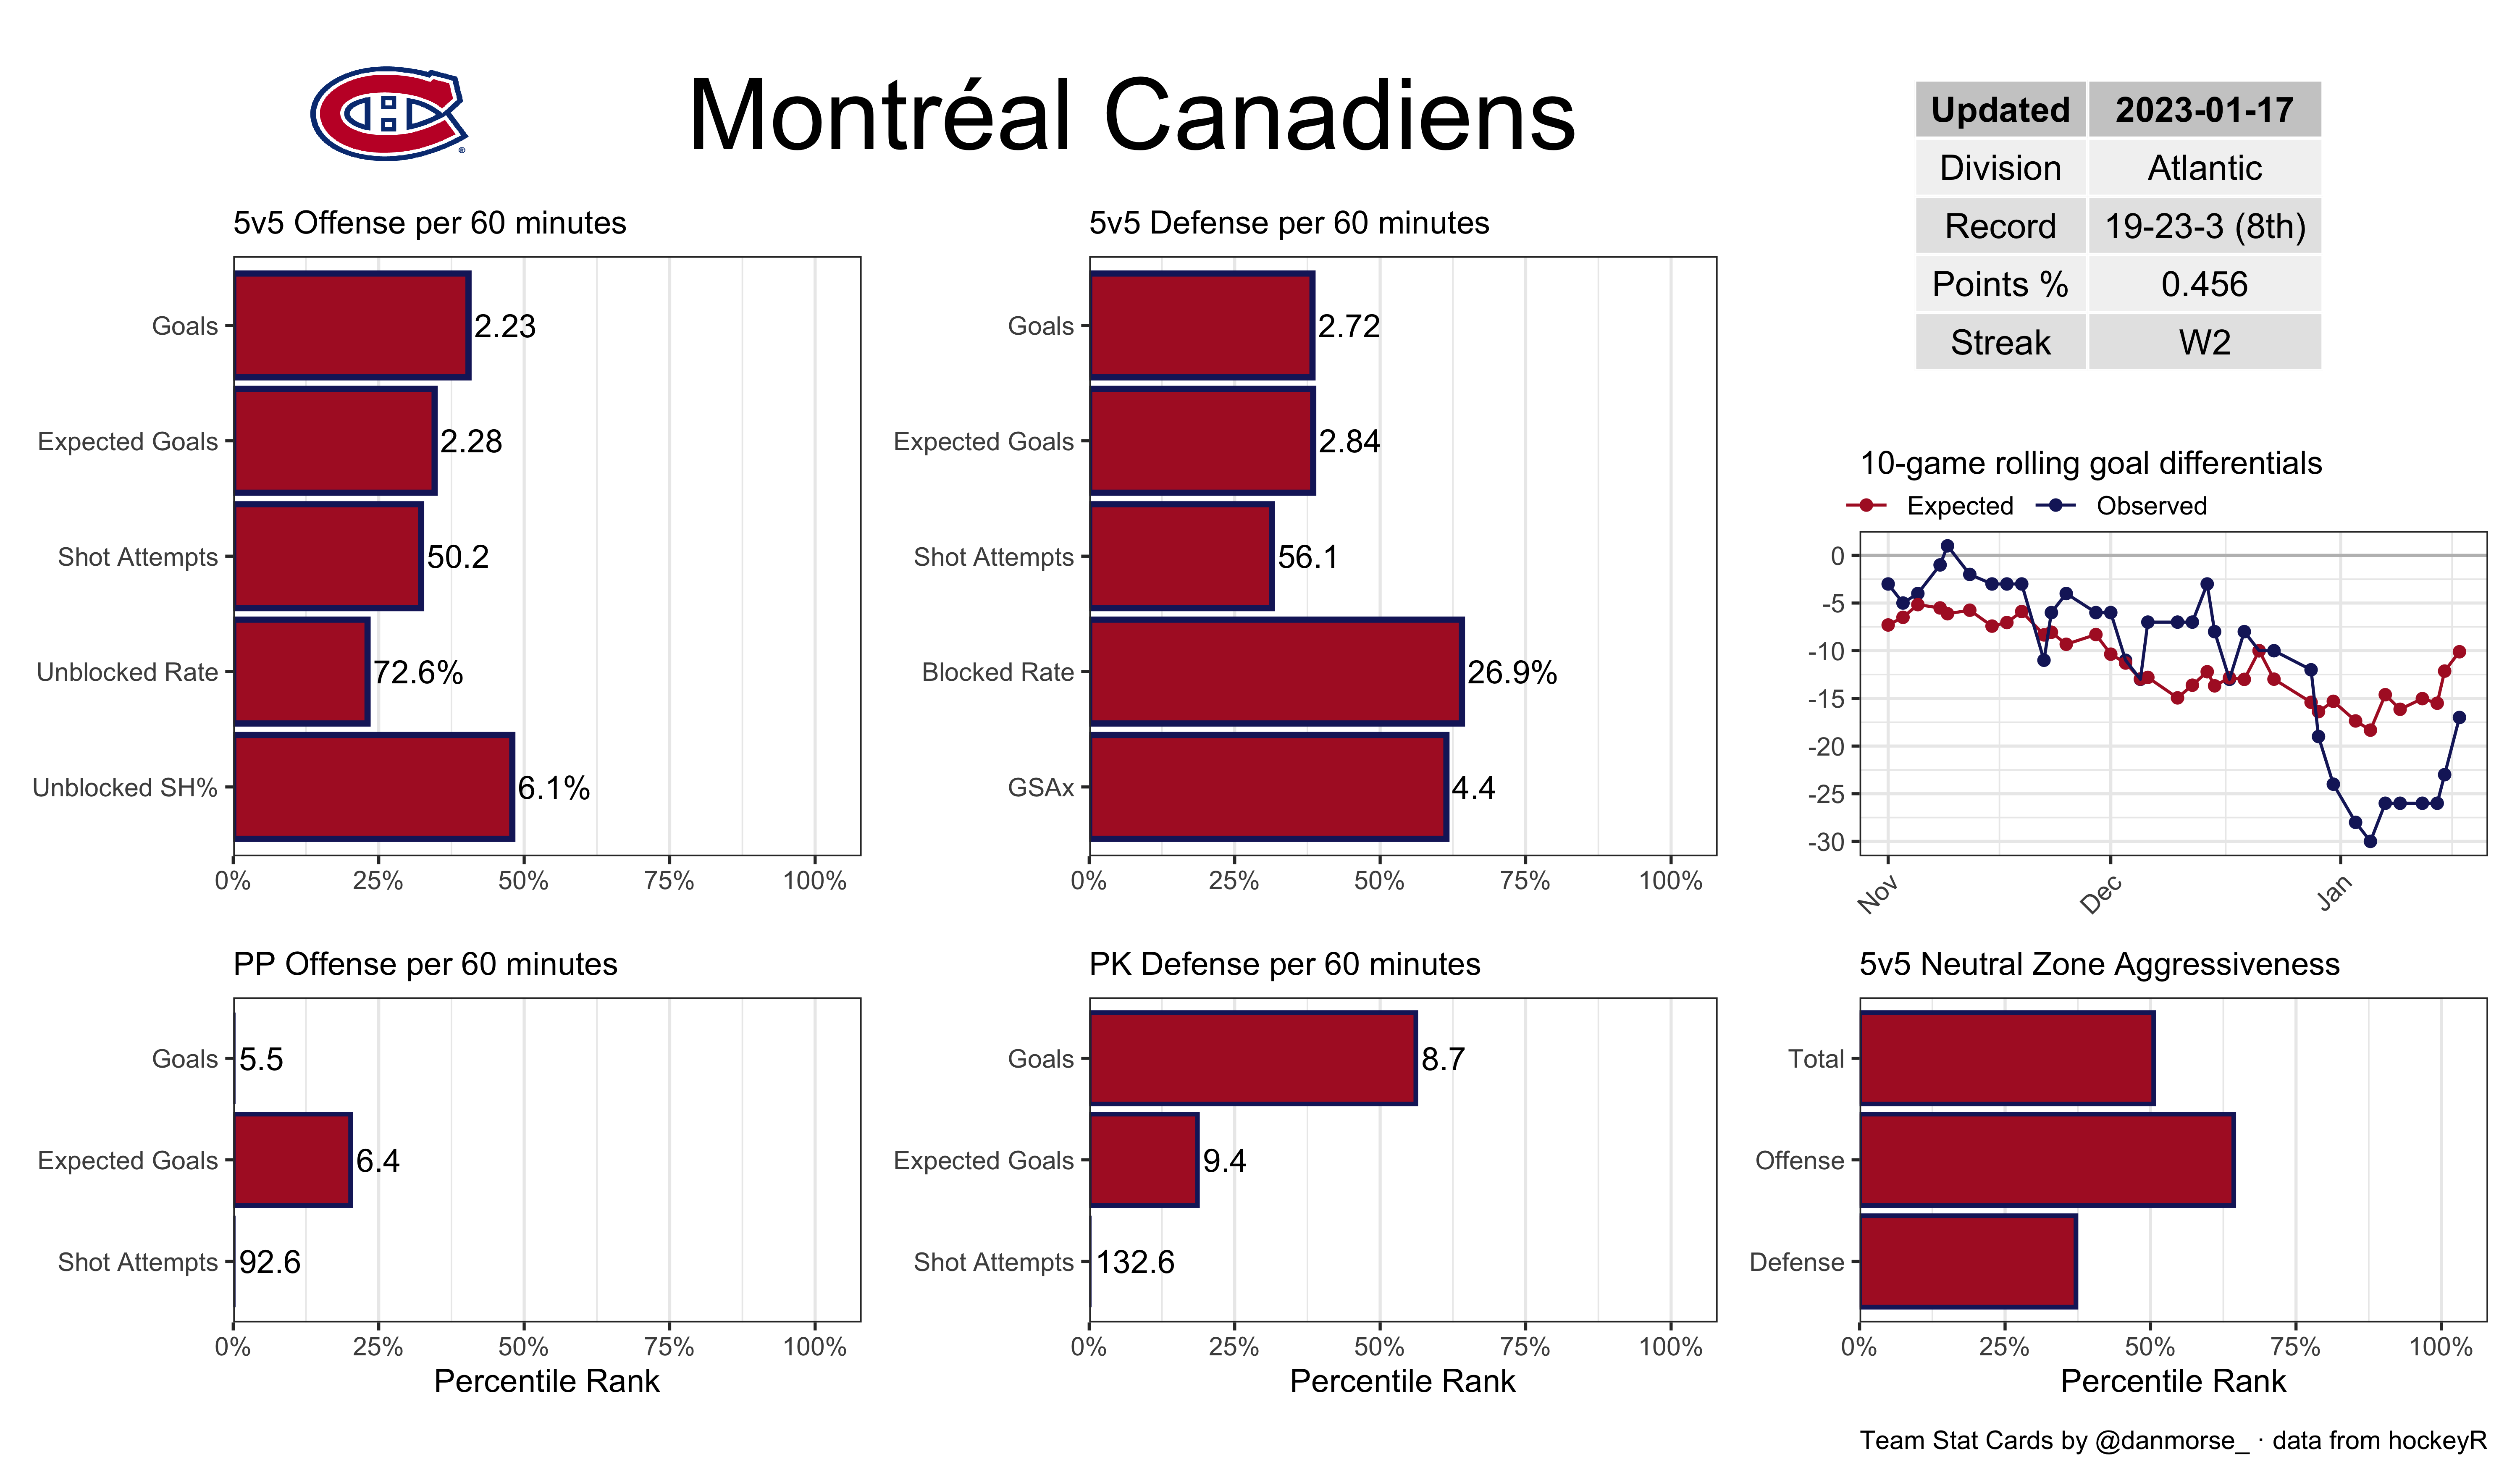 Montréal Canadiens
Updated 2023-01-17
Division Atlantic
Record 19-23-3 (8th)
Points % 0.456
Streak W2
5v5 Offense per 60 minutes
Goals 2.23
Expected Goals 2.28
Shot Attempts 50.2
Unblocked Rate 72.6%
Unblocked SH% 6.1%
0% 25% 50% 75% 100%
5v5 Defense per 60 minutes
Goals 2.72
Expected Goals 2.84
Shot Attempts 56.1
Blocked Rate 26.9%
GSAx 4.4
0% 25% 50% 75% 100%
10-game rolling goal differentials
Expected Observed
0
-5
-10
-15
-20
-25
-30
Nov Dec Jan
PP Offense per 60 minutes
Goals 5.5
Expected Goals 6.4
Shot Attempts 92.6
0% 25% 50% 75% 100%
Percentile Rank
PK Defense per 60 minutes
Goals 8.7
Expected Goals 9.4
Shot Attempts 132.6
0% 25% 50% 75% 100%
Percentile Rank
5v5 Neutral Zone Aggressiveness
Total
Offense
Defense
0% 25% 50% 75% 100%
Percentile Rank
Team Stat Cards by @danmorse_ · data from hockeyR